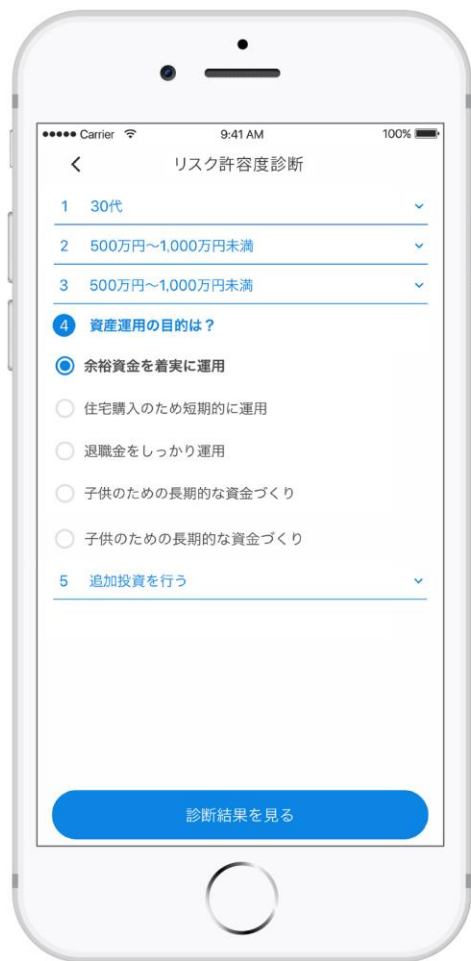 Carrier 9:41 AM 100%
リスク許容度診断
1 30代
2 500万円〜1,000万円未満
3 500万円〜1,000万円未満
4 資産運用の目的は？
余裕資金を着実に運用
住宅購入のため短期的に運用
退職金をしっかり運用
子供のための長期的な資金づくり
子供のための長期的な資金づくり
5 追加投資を行う
診断結果を見る